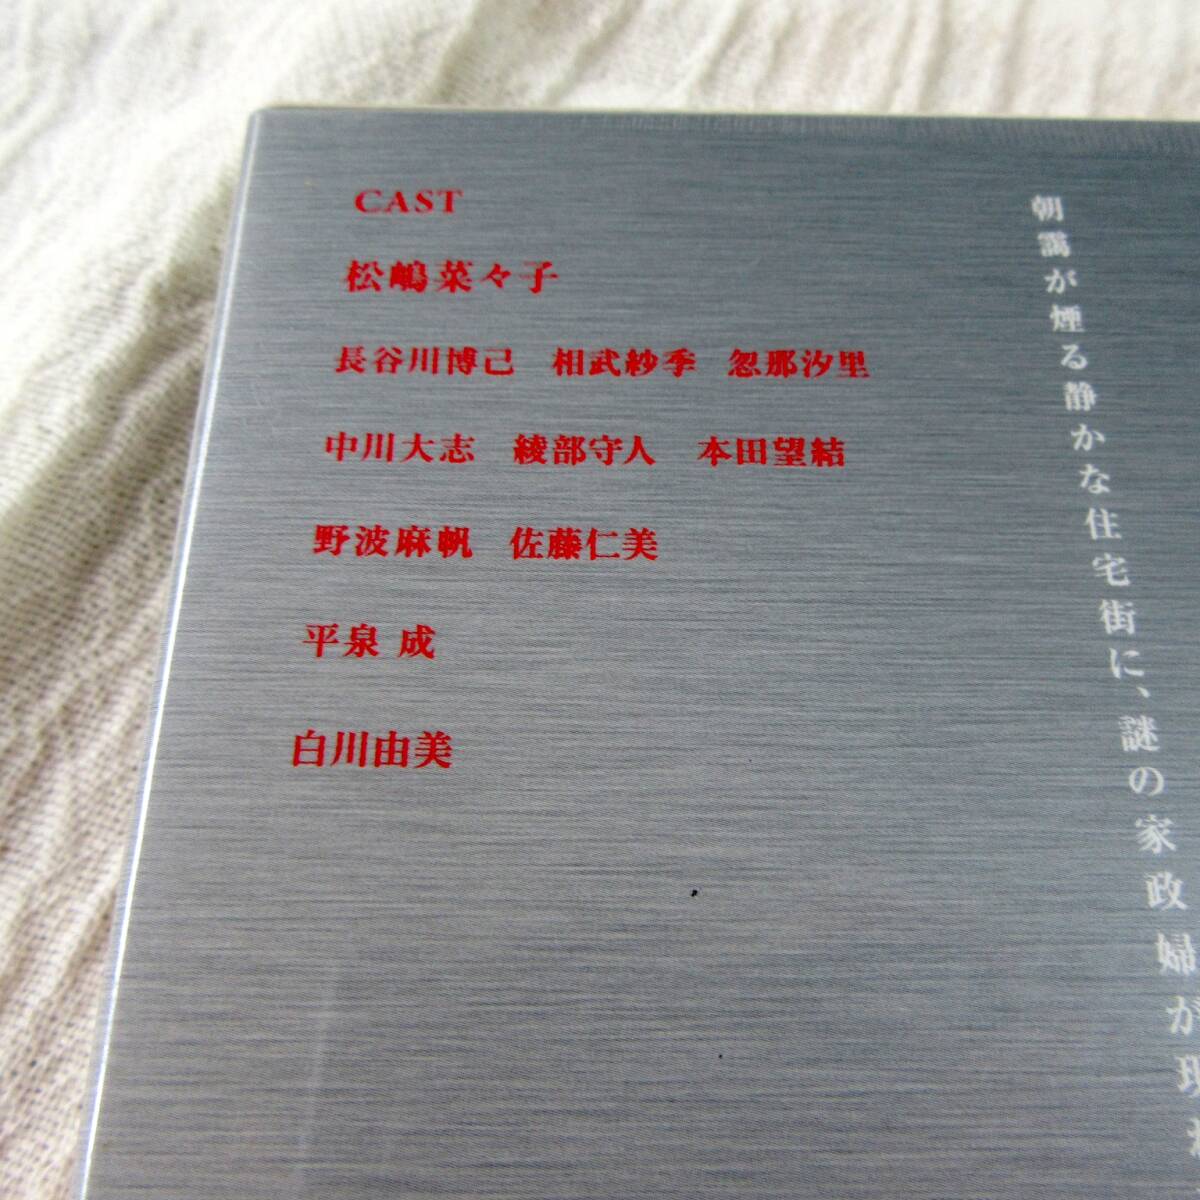 CAST
松嶋菜々子
長谷川博己 相武紗季 忽那汐里
中川大志 綾部守人 本田望結
野波麻帆 佐藤仁美
平泉 成
白川由美
朝靄が煙る静かな住宅街に、謎の家政婦が現れ